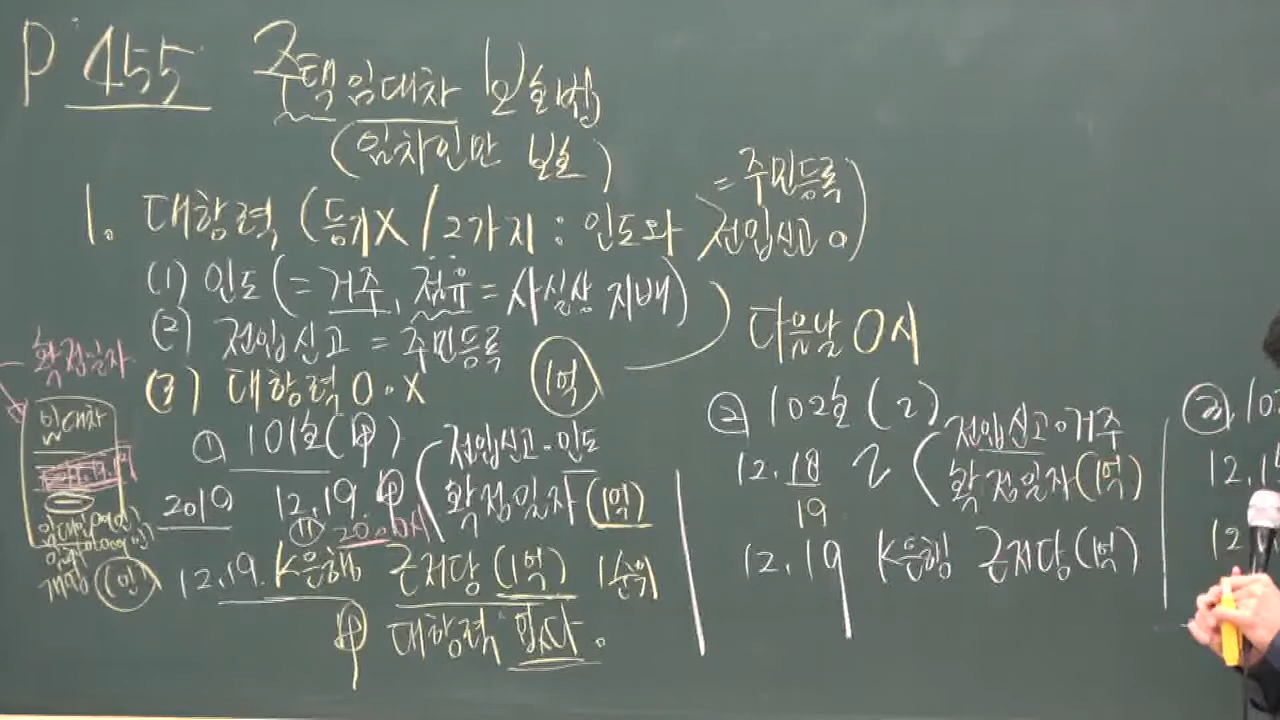 P 455 주택임대차 보호법
(임차인만 보호)
1. 대항력 (등기X / 2가지 : 인도와 전입신고 0)
= 주민등록
(1) 인도 (= 거주, 점유 = 사실상 지배)
(2) 전입신고 = 주민등록
다음날 0시
(3) 대항력 0·X
1억
확정일자
임대차
① 101호 (甲)
전입신고·인도
2019 12.19. 甲 확정일자 (1억)
② 20. 0시
12.19. K은행 근저당 (1억) 1순위
甲 대항력 없다.
② 102호 (乙)
12.18 乙 전입신고·거주
확정일자 (1억)
19
12.19 K은행 근저당 (1억)